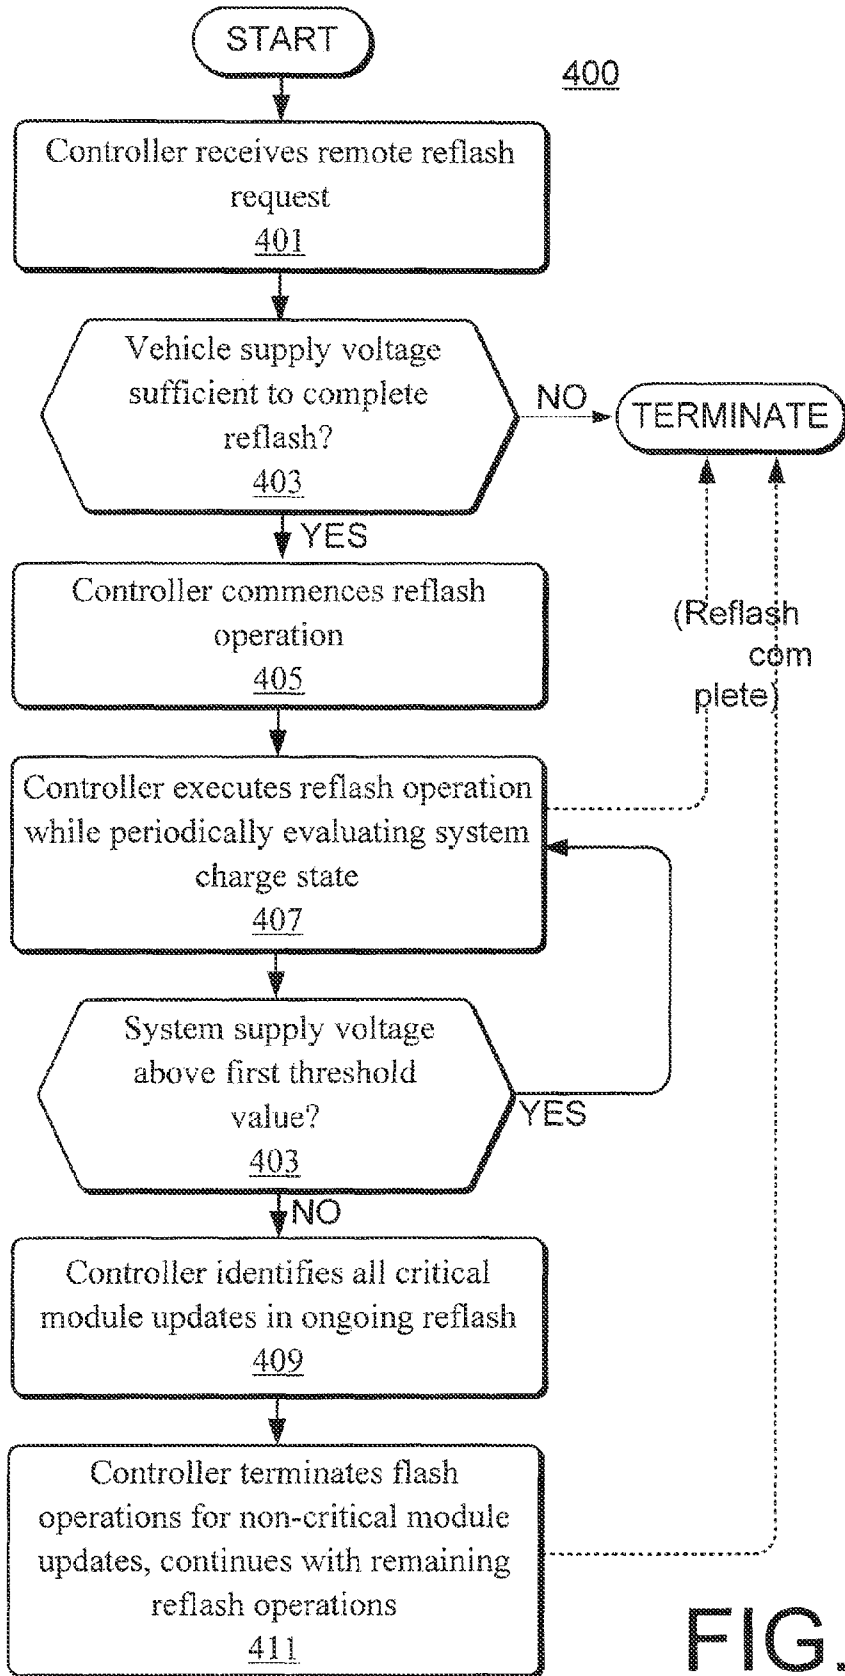 START
400
Controller receives remote reflash
request
401
Vehicle supply voltage
sufficient to complete
reflash?
403
NO
TERMINATE
YES
Controller commences reflash
operation
405
(Reflash
com
plete)
Controller executes reflash operation
while periodically evaluating system
charge state
407
System supply voltage
above first threshold
value?
403
YES
NO
Controller identifies all critical
module updates in ongoing reflash
409
Controller terminates flash
operations for non-critical module
updates, continues with remaining
reflash operations
411
FIG.